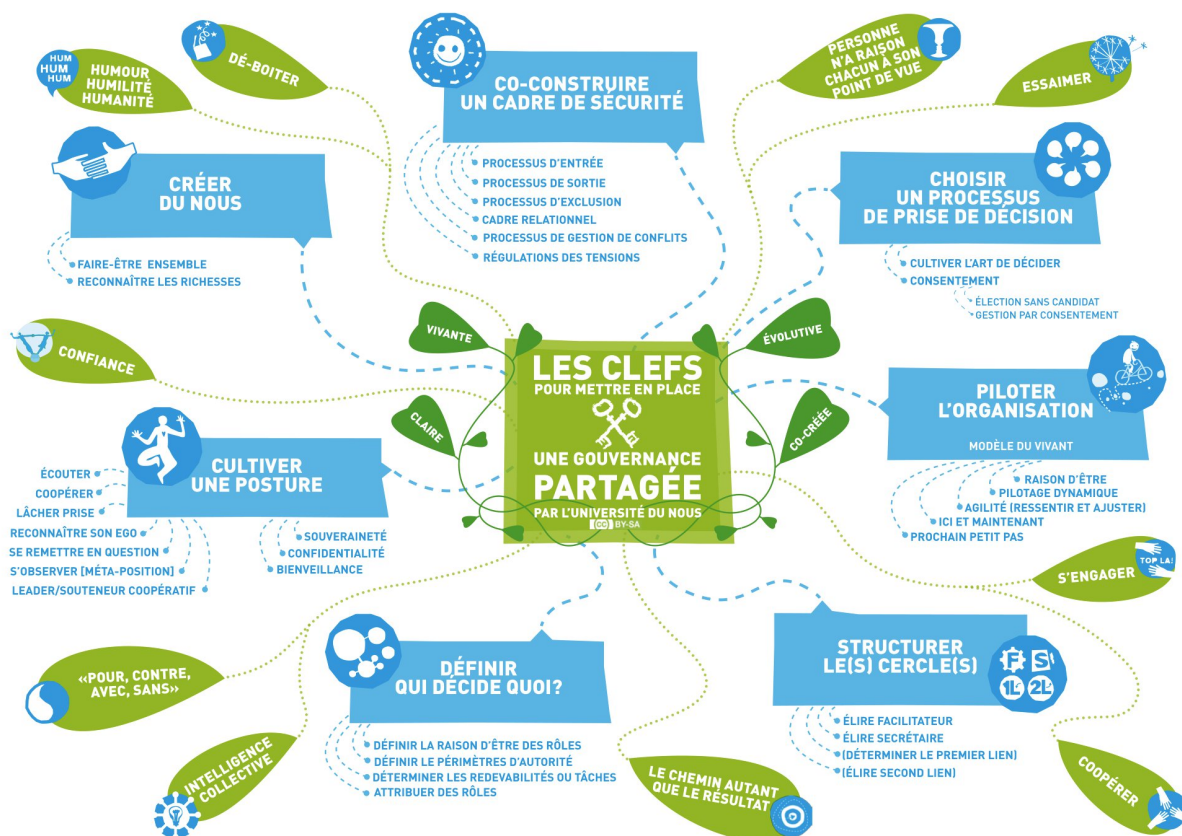 HUM
HUM
HUM
HUMOUR
HUMILITÉ
HUMANITÉ
DÉ-BOITER
CO-CONSTRUIRE
UN CADRE DE SÉCURITÉ
PROCESSUS D'ENTRÉE
PROCESSUS DE SORTIE
PROCESSUS D'EXCLUSION
CADRE RELATIONNEL
PROCESSUS DE GESTION DE CONFLITS
RÉGULATIONS DES TENSIONS
PERSONNE
N'A RAISON
CHACUN À SON
POINT DE VUE
ESSAIMER
CRÉER
DU NOUS
FAIRE-ÊTRE ENSEMBLE
RECONNAÎTRE LES RICHESSES
CHOISIR
UN PROCESSUS
DE PRISE DE DÉCISION
CULTIVER L'ART DE DÉCIDER
CONSENTEMENT
ÉLECTION SANS CANDIDAT
GESTION PAR CONSENTEMENT
CONFIANCE
VIVANTE
CLAIRE
ÉVOLUTIVE
CO-CRÉÉE
LES CLEFS
POUR METTRE EN PLACE
UNE GOUVERNANCE
PARTAGÉE
PAR L'UNIVERSITÉ DU NOUS
(CC) BY-SA
PILOTER
L'ORGANISATION
MODÈLE DU VIVANT
RAISON D'ÊTRE
PILOTAGE DYNAMIQUE
AGILITÉ (RESSENTIR ET AJUSTER)
ICI ET MAINTENANT
PROCHAIN PETIT PAS
CULTIVER
UNE POSTURE
ÉCOUTER
COOPÉRER
LÂCHER PRISE
RECONNAÎTRE SON EGO
SE REMETTRE EN QUESTION
S'OBSERVER (MÉTA-POSITION)
LEADER/SOUTENEUR COOPÉRATIF
SOUVERAINETÉ
CONFIDENTIALITÉ
BIENVEILLANCE
S'ENGAGER
TOP LA!
«POUR, CONTRE,
AVEC, SANS»
DÉFINIR
QUI DÉCIDE QUOI?
DÉFINIR LA RAISON D'ÊTRE DES RÔLES
DÉFINIR LE PÉRIMÈTRES D'AUTORITÉ
DÉTERMINER LES REDEVABILITÉS OU TÂCHES
ATTRIBUER DES RÔLES
STRUCTURER
LE(S) CERCLE(S)
F S
1L 2L
ÉLIRE FACILITATEUR
ÉLIRE SECRÉTAIRE
(DÉTERMINER LE PREMIER LIEN)
(ÉLIRE SECOND LIEN)
INTELLIGENCE
COLLECTIVE
LE CHEMIN AUTANT
QUE LE RÉSULTAT
COOPÉRER